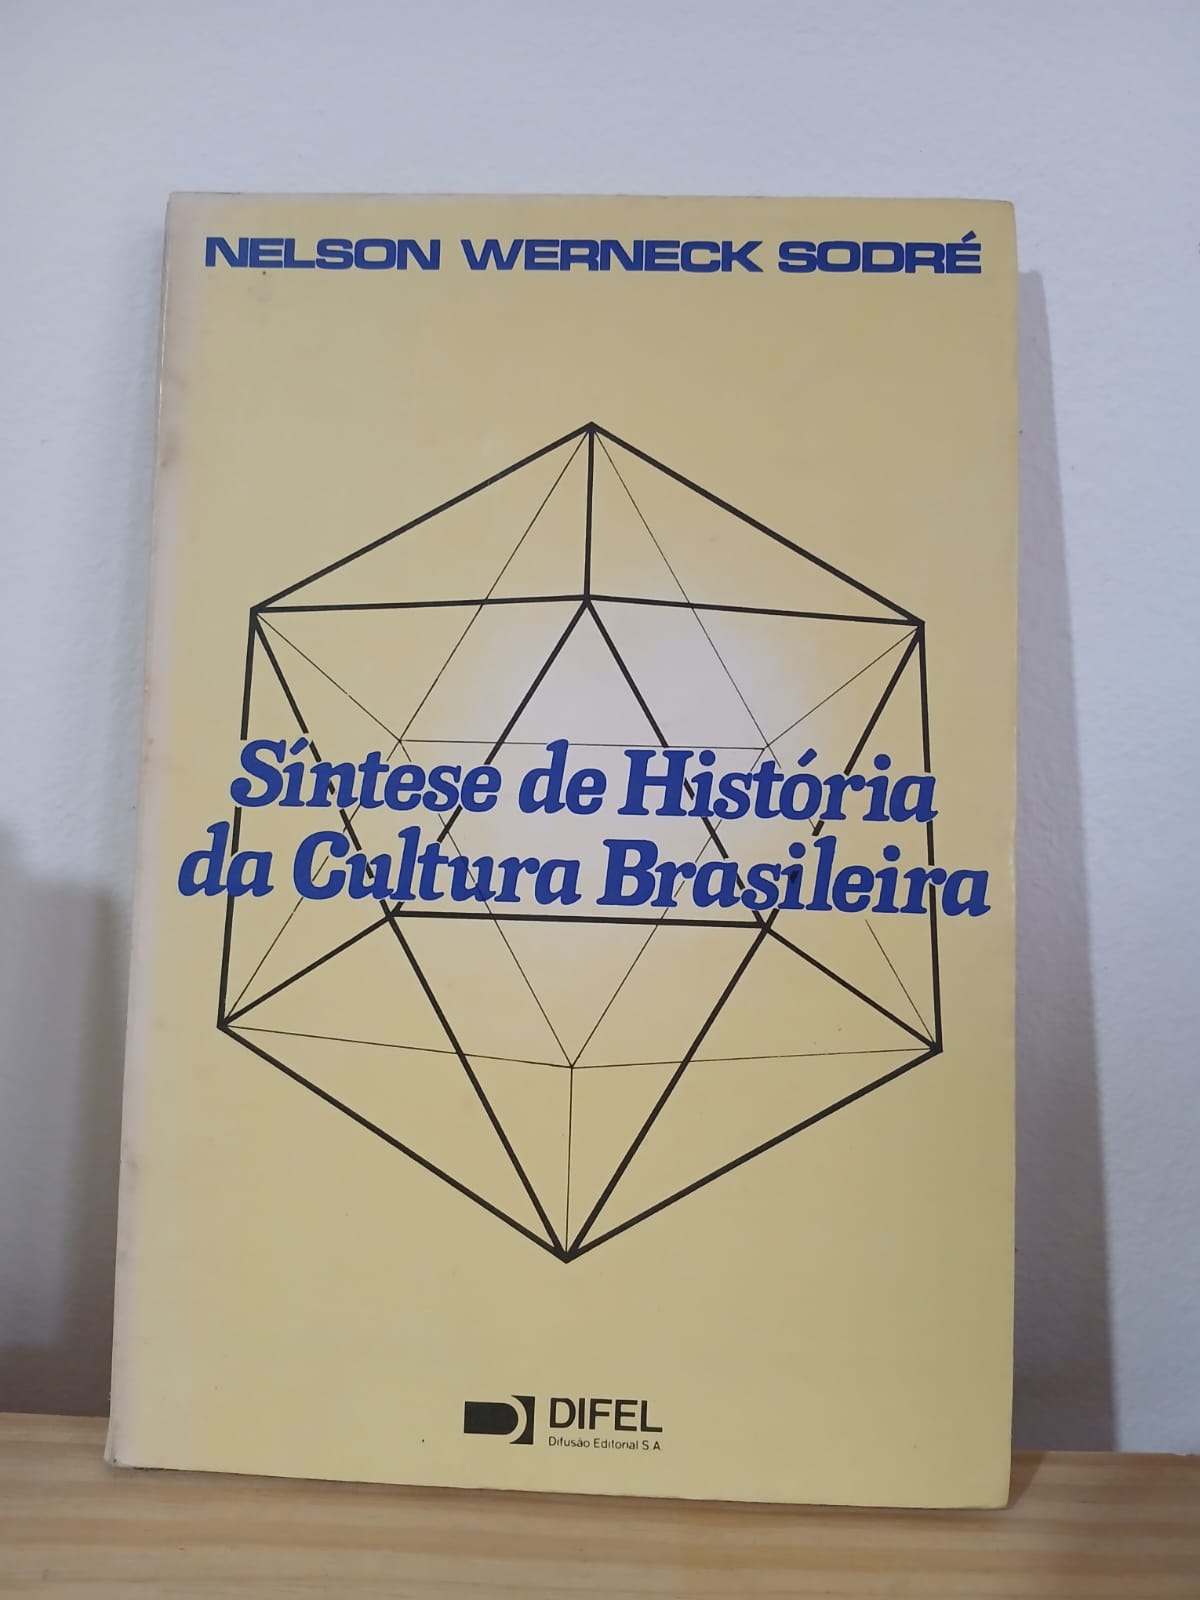 NELSON WERNECK SODRÉ
Síntese de História
da Cultura Brasileira
DIFEL
Difusão Editorial S.A.